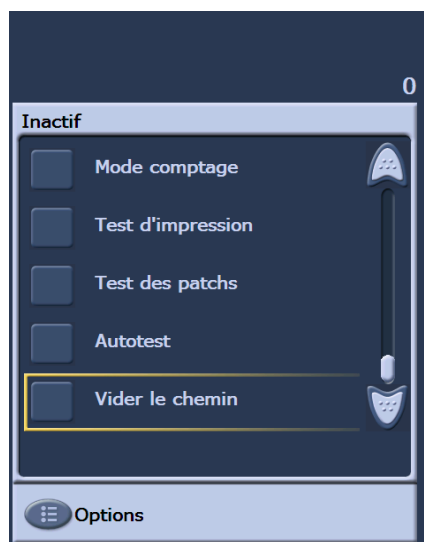 0
Inactif
Mode comptage
Test d'impression
Test des patchs
Autotest
Vider le chemin
Options